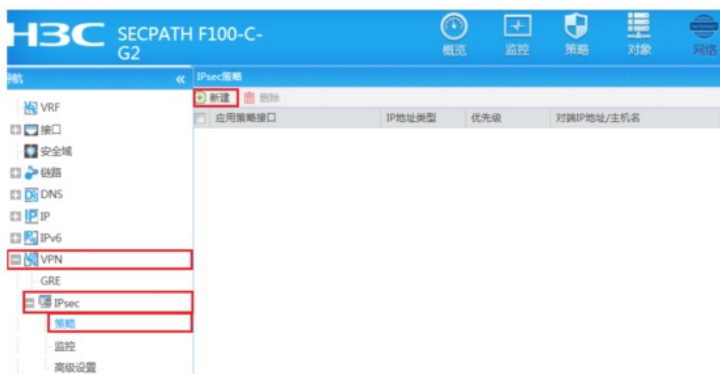 H3C SECPATH F100-C-G2
概览 监控 策略 对象 网络
导航 «
IPsec策略
新建 删除
应用策略接口 IP地址类型 优先级 对端IP地址/主机名
VRF
接口
安全域
链路
DNS
IP
IPv6
VPN
GRE
IPsec
策略
监控
高级设置